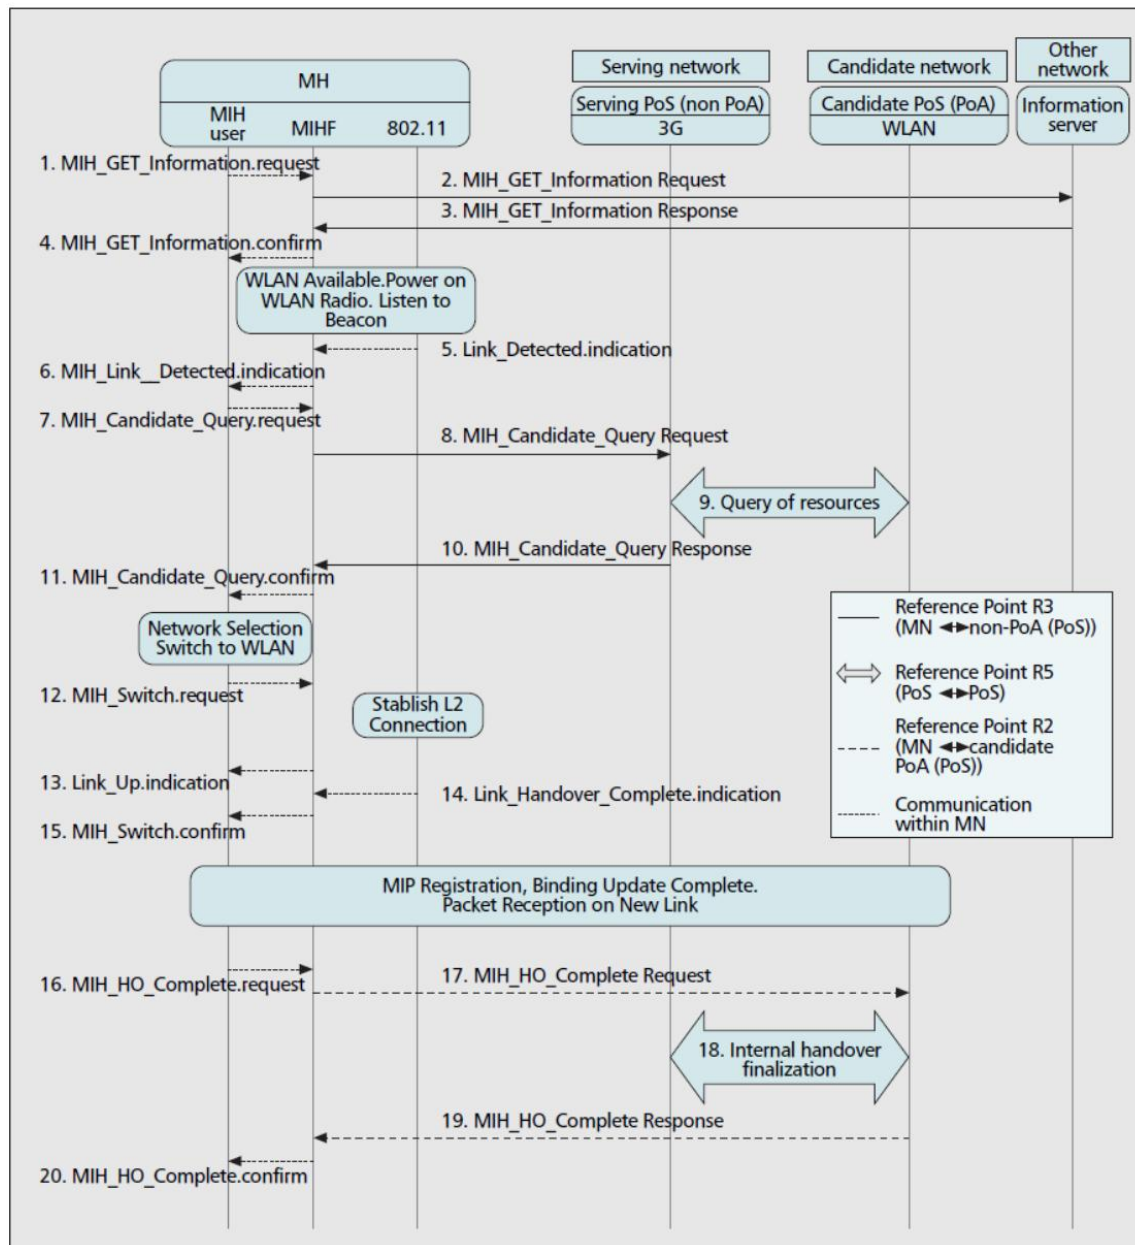 MH
MIH
user
MIHF
802.11
Serving network
Serving PoS (non PoA)
3G
Candidate network
Candidate PoS (PoA)
WLAN
Other
network
Information
server
1. MIH_GET_Information.request
2. MIH_GET_Information Request
3. MIH_GET_Information Response
4. MIH_GET_Information.confirm
WLAN Available.Power on
WLAN Radio. Listen to
Beacon
5. Link_Detected.indication
6. MIH_Link__Detected.indication
7. MIH_Candidate_Query.request
8. MIH_Candidate_Query Request
9. Query of resources
10. MIH_Candidate_Query Response
11. MIH_Candidate_Query.confirm
Network Selection
Switch to WLAN
12. MIH_Switch.request
Stablish L2
Connection
13. Link_Up.indication
14. Link_Handover_Complete.indication
15. MIH_Switch.confirm
Reference Point R3
(MN ◄►non-PoA (PoS))
Reference Point R5
(PoS ◄►PoS)
Reference Point R2
(MN ◄►candidate
PoA (PoS))
Communication
within MN
MIP Registration, Binding Update Complete.
Packet Reception on New Link
16. MIH_HO_Complete.request
17. MIH_HO_Complete Request
18. Internal handover
finalization
19. MIH_HO_Complete Response
20. MIH_HO_Complete.confirm